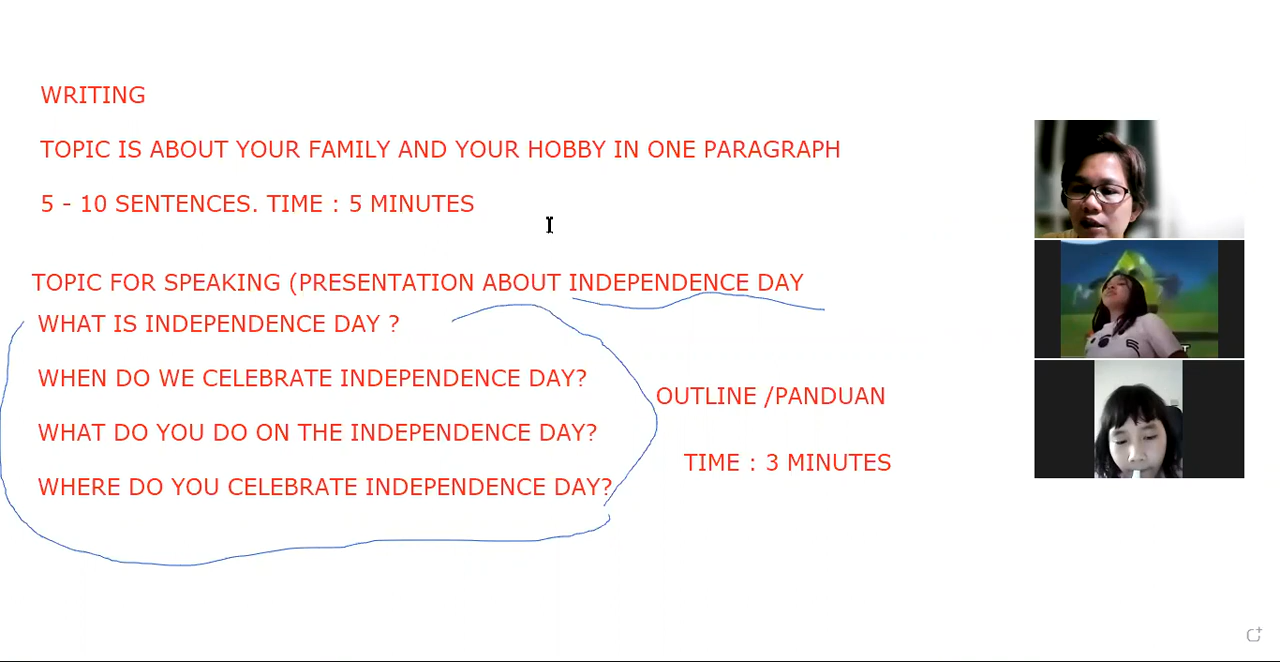 WRITING
TOPIC IS ABOUT YOUR FAMILY AND YOUR HOBBY IN ONE PARAGRAPH
5 - 10 SENTENCES. TIME : 5 MINUTES
TOPIC FOR SPEAKING (PRESENTATION ABOUT INDEPENDENCE DAY
WHAT IS INDEPENDENCE DAY ?
WHEN DO WE CELEBRATE INDEPENDENCE DAY?
WHAT DO YOU DO ON THE INDEPENDENCE DAY?
WHERE DO YOU CELEBRATE INDEPENDENCE DAY?
OUTLINE /PANDUAN
TIME : 3 MINUTES